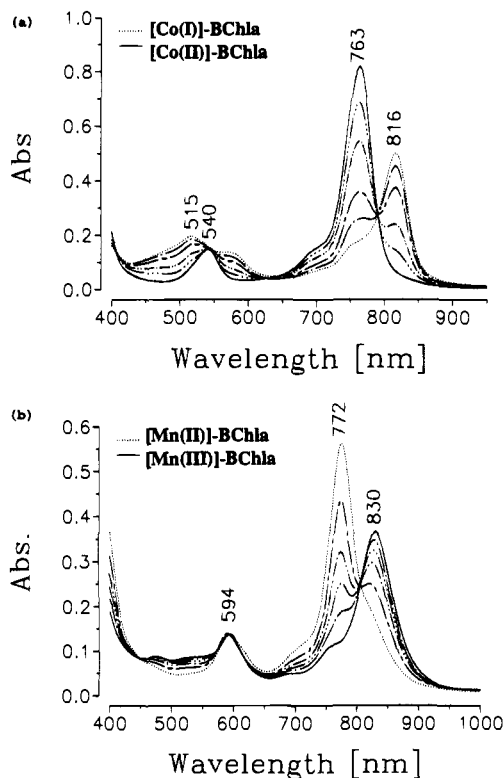 (a)
[Co(I)]-BChla
[Co(II)]-BChla
763
816
515
540
Abs
1.0
0.8
0.6
0.4
0.2
0.0
400 500 600 700 800 900
Wavelength [nm]
(b)
[Mn(II)]-BChla
[Mn(III)]-BChla
772
830
594
Abs.
0.6
0.5
0.4
0.3
0.2
0.1
0.0
400 500 600 700 800 900 1000
Wavelength [nm]